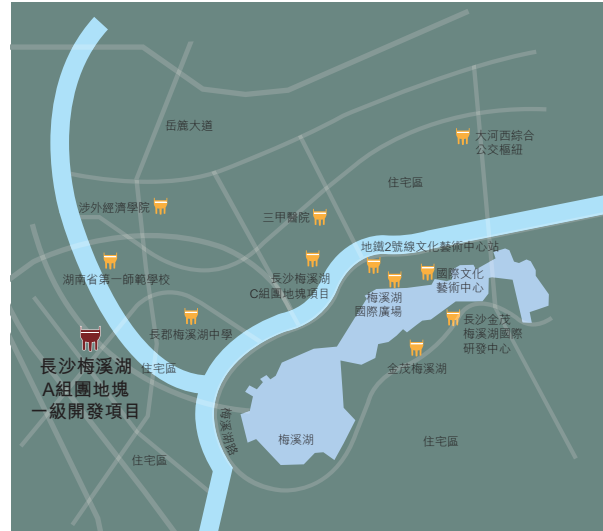 岳麓大道
大河西綜合
公交樞紐
住宅區
涉外經濟學院
三甲醫院
地鐵2號線文化藝術中心站
湖南省第一師範學校
長沙梅溪湖
C組團地塊項目
國際文化
藝術中心
梅溪湖
國際廣場
長郡梅溪湖中學
長沙金茂
梅溪湖國際
研發中心
長沙梅溪湖
A組團地塊
一級開發項目
住宅區
金茂梅溪湖
梅溪湖路
梅溪湖
住宅區
住宅區